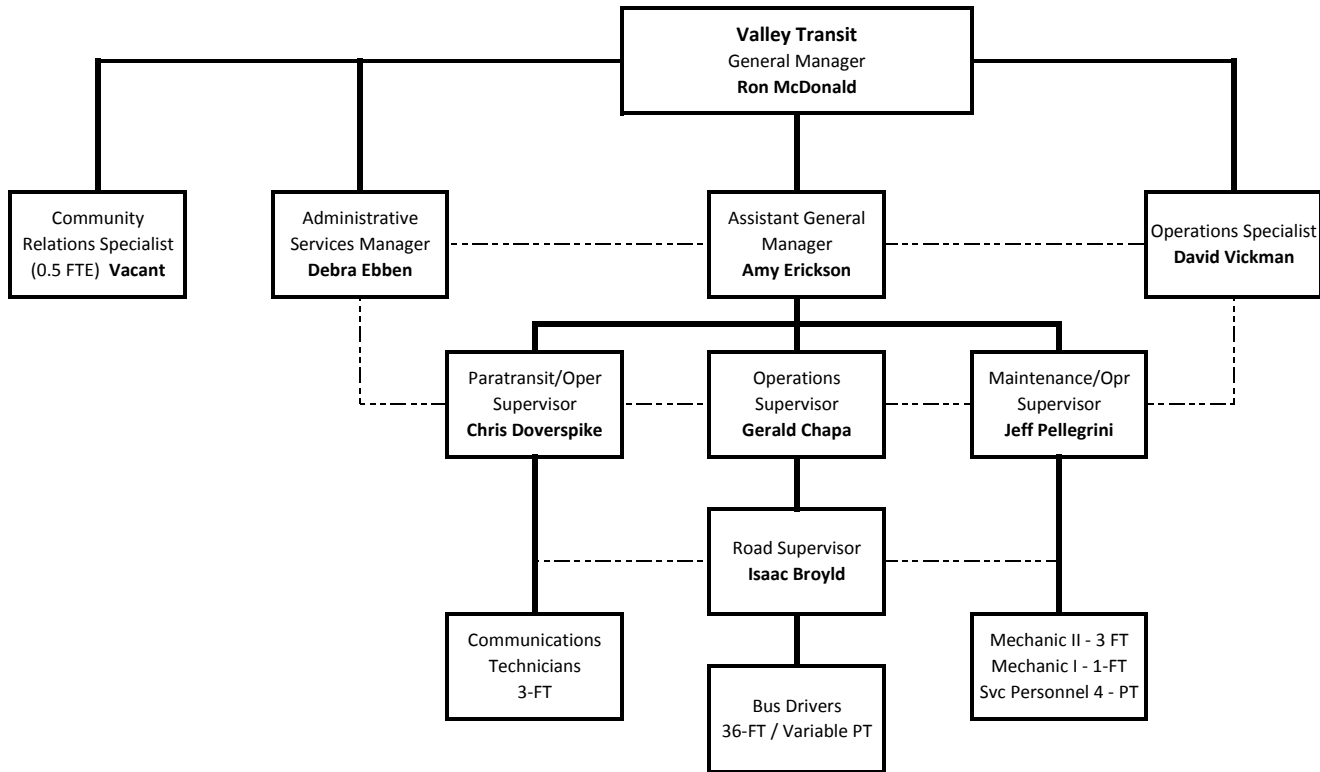 Valley Transit
General Manager
Ron McDonald
Community
Relations Specialist
(0.5 FTE) Vacant
Administrative
Services Manager
Debra Ebben
Assistant General
Manager
Amy Erickson
Operations Specialist
David Vickman
Paratransit/Oper
Supervisor
Chris Doverspike
Operations
Supervisor
Gerald Chapa
Maintenance/Opr
Supervisor
Jeff Pellegrini
Road Supervisor
Isaac Broyld
Communications
Technicians
3-FT
Bus Drivers
36-FT / Variable PT
Mechanic II - 3 FT
Mechanic I - 1-FT
Svc Personnel 4 - PT